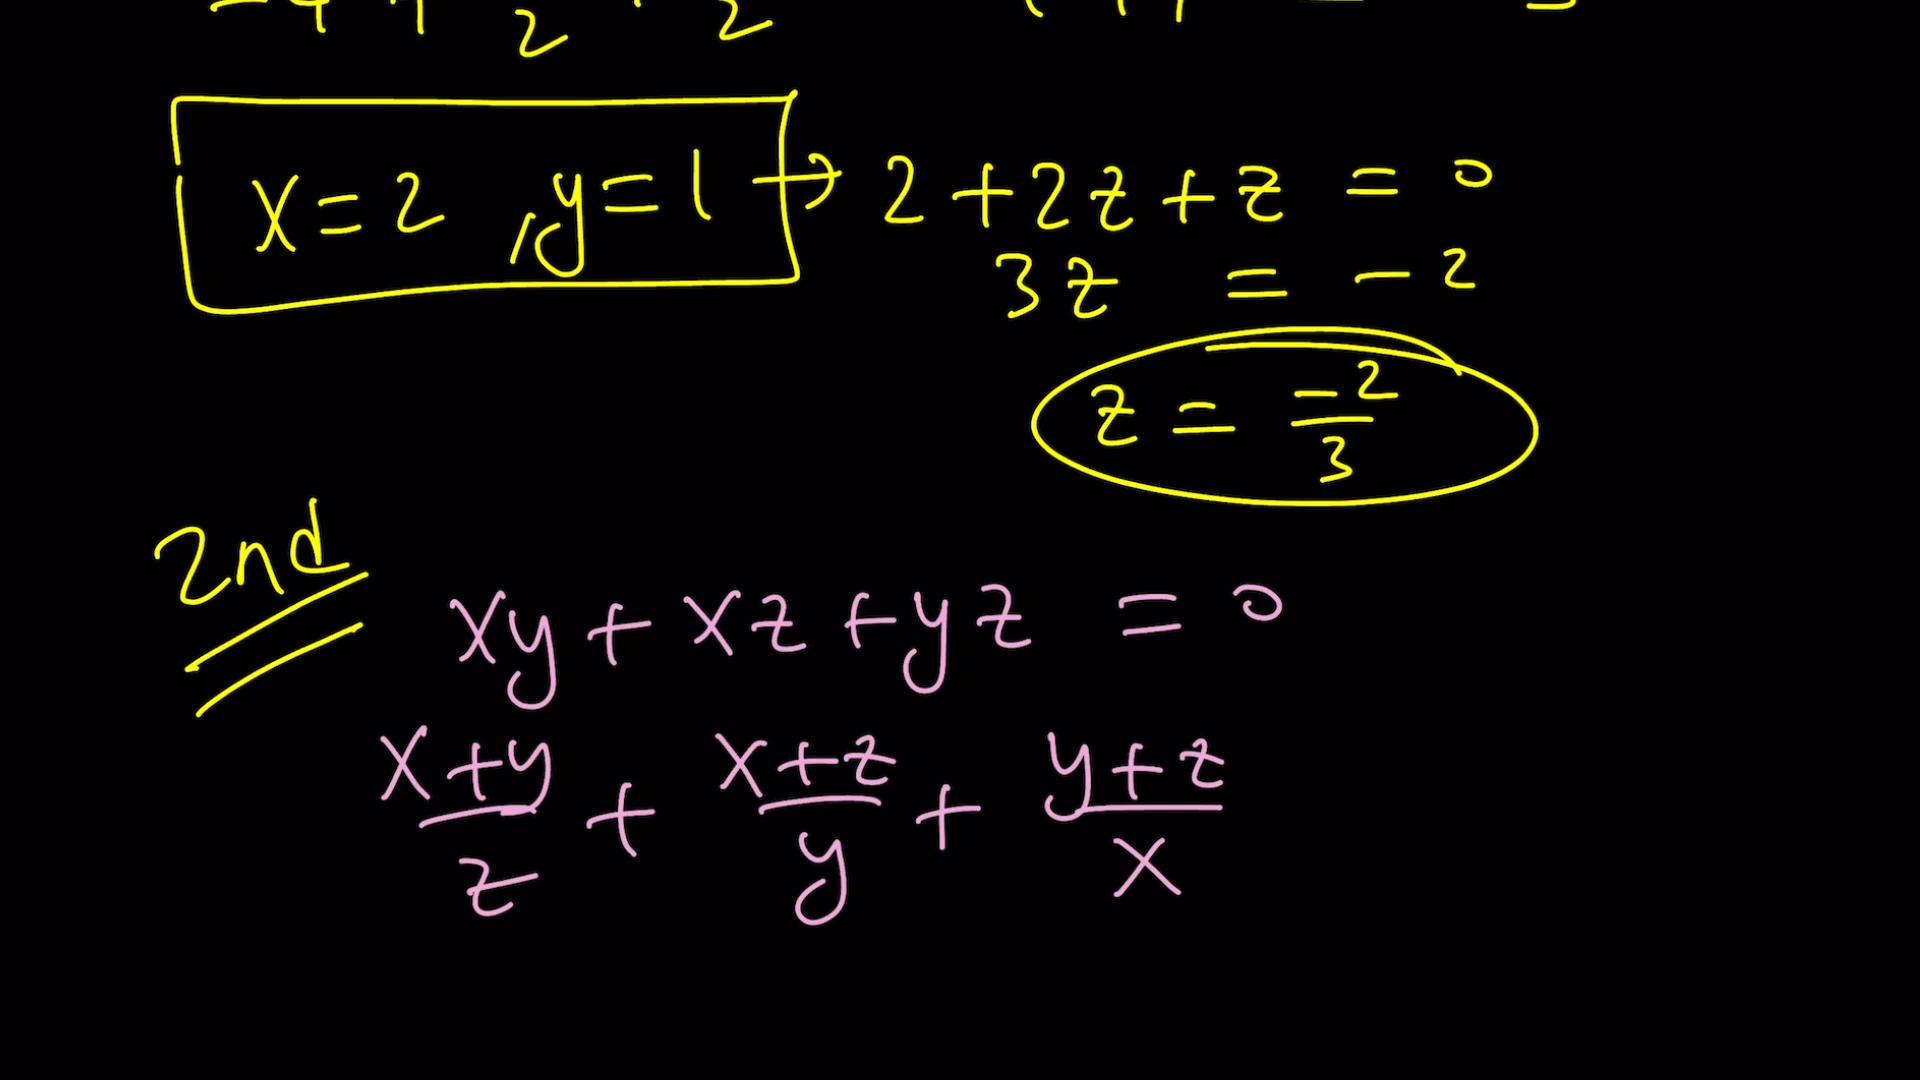 x = 2 , y = 1 → 2 + 2z + z = 0
3z = -2
z = -2/3
2nd
xy + xz + yz = 0
x+y/z + x+z/y + y+z/x